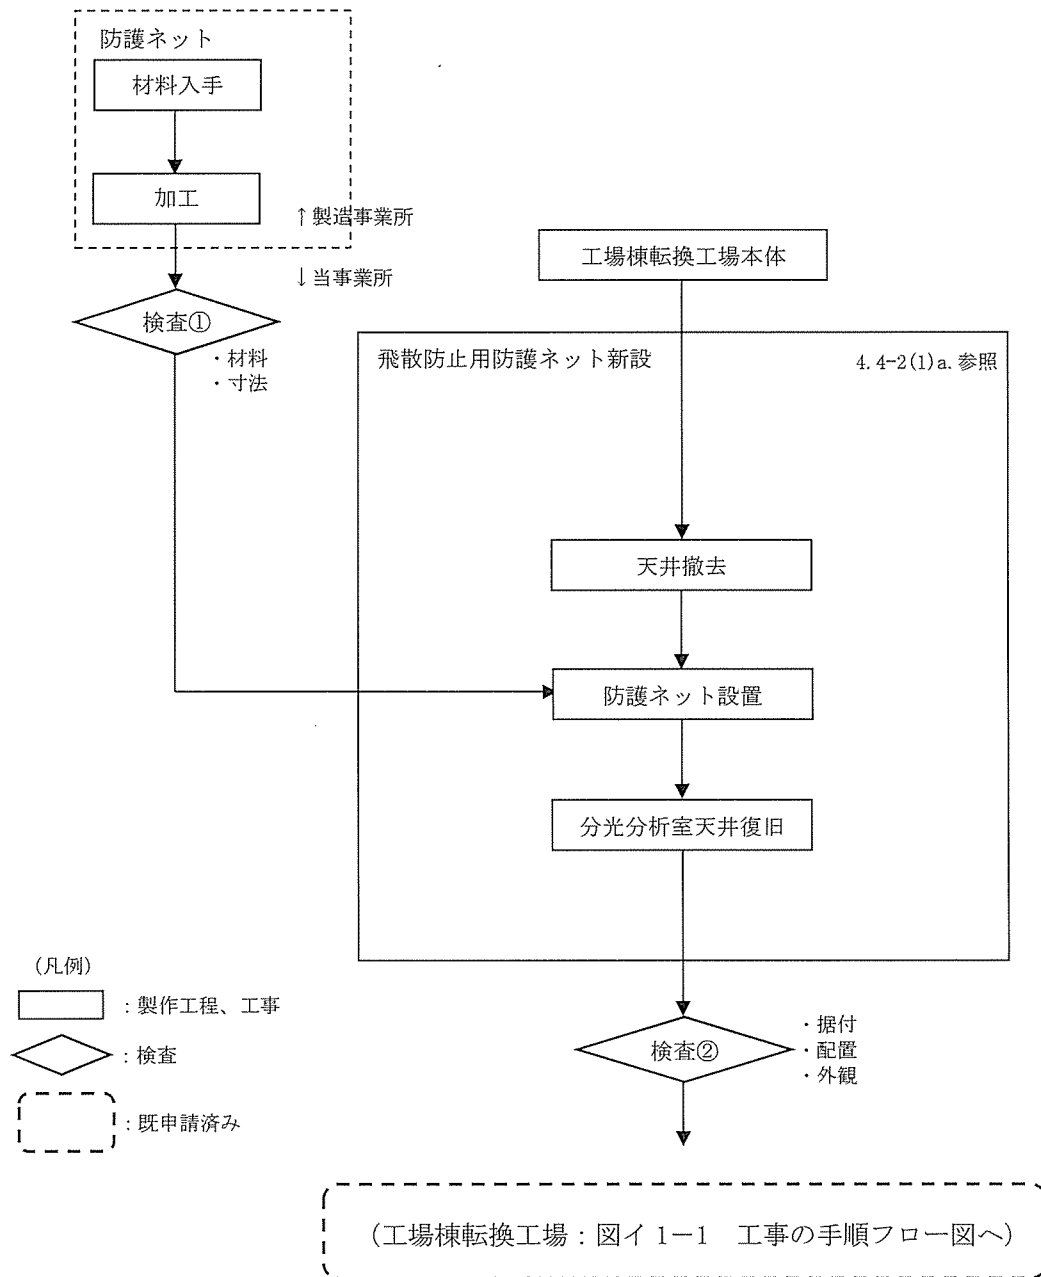 防護ネット
材料入手
加工
↑製造事業所
↓当事業所
検査①
・材料
・寸法
工場棟転換工場本体
飛散防止用防護ネット新設
4.4-2(1)a.参照
天井撤去
防護ネット設置
分光分析室天井復旧
検査②
・据付
・配置
・外観
(凡例)
：製作工程、工事
：検査
：既申請済み
(工場棟転換工場：図イ1－1　工事の手順フロー図へ)